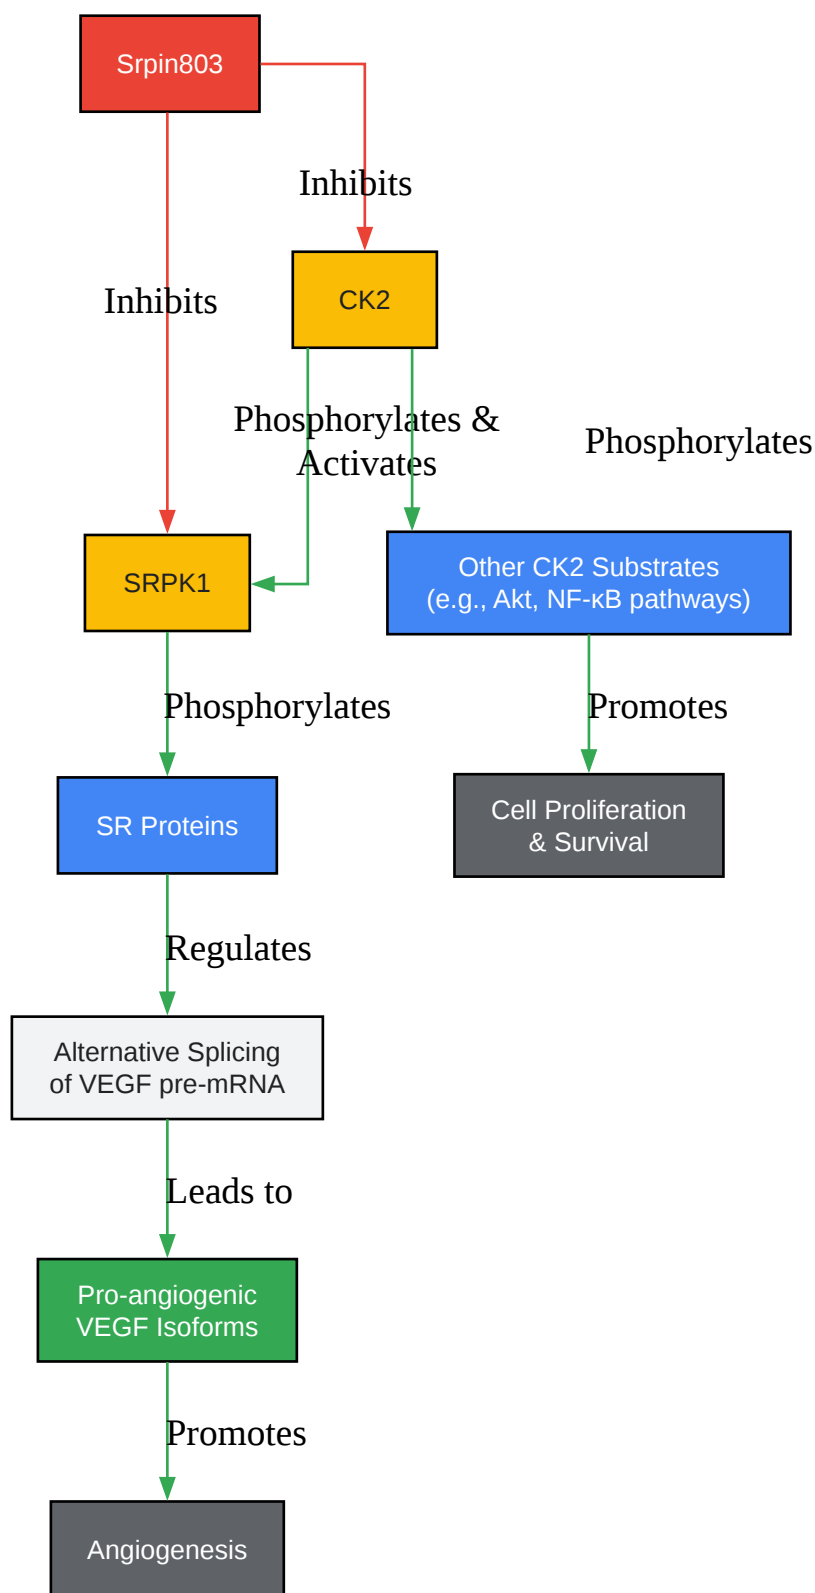 Srpin803
Inhibits
CK2
Inhibits
Phosphorylates &
Activates
Phosphorylates
SRPK1
Other CK2 Substrates
(e.g., Akt, NF-κB pathways)
Phosphorylates
Promotes
SR Proteins
Cell Proliferation
& Survival
Regulates
Alternative Splicing
of VEGF pre-mRNA
Leads to
Pro-angiogenic
VEGF Isoforms
Promotes
Angiogenesis